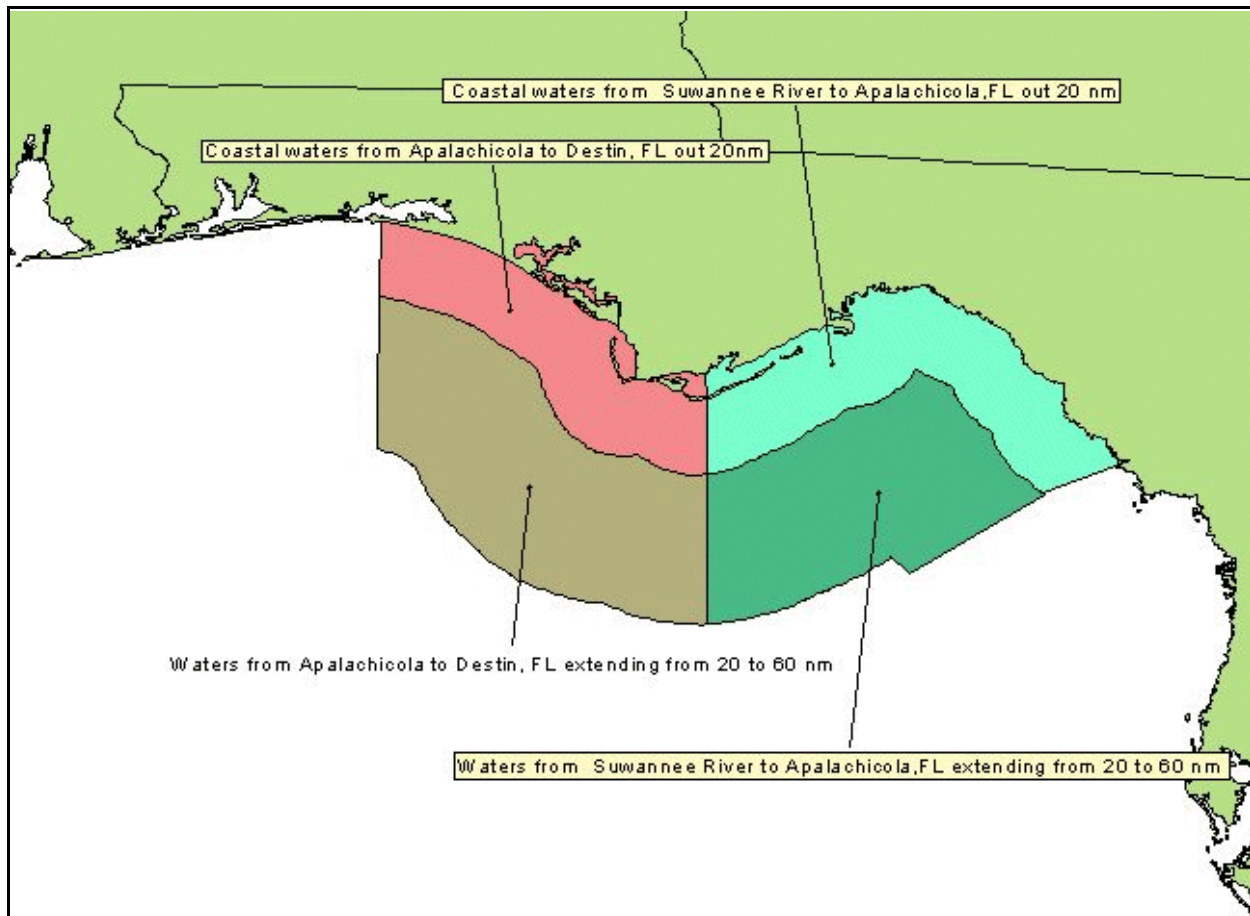 Coastal waters from Suwannee River to Apalachicola,FL out 20 nm
Coastal waters from Apalachicola to Destin, FL out 20nm
Waters from Apalachicola to Destin, FL extending from 20 to 60 nm
Waters from Suwannee River to Apalachicola,FL extending from 20 to 60 nm